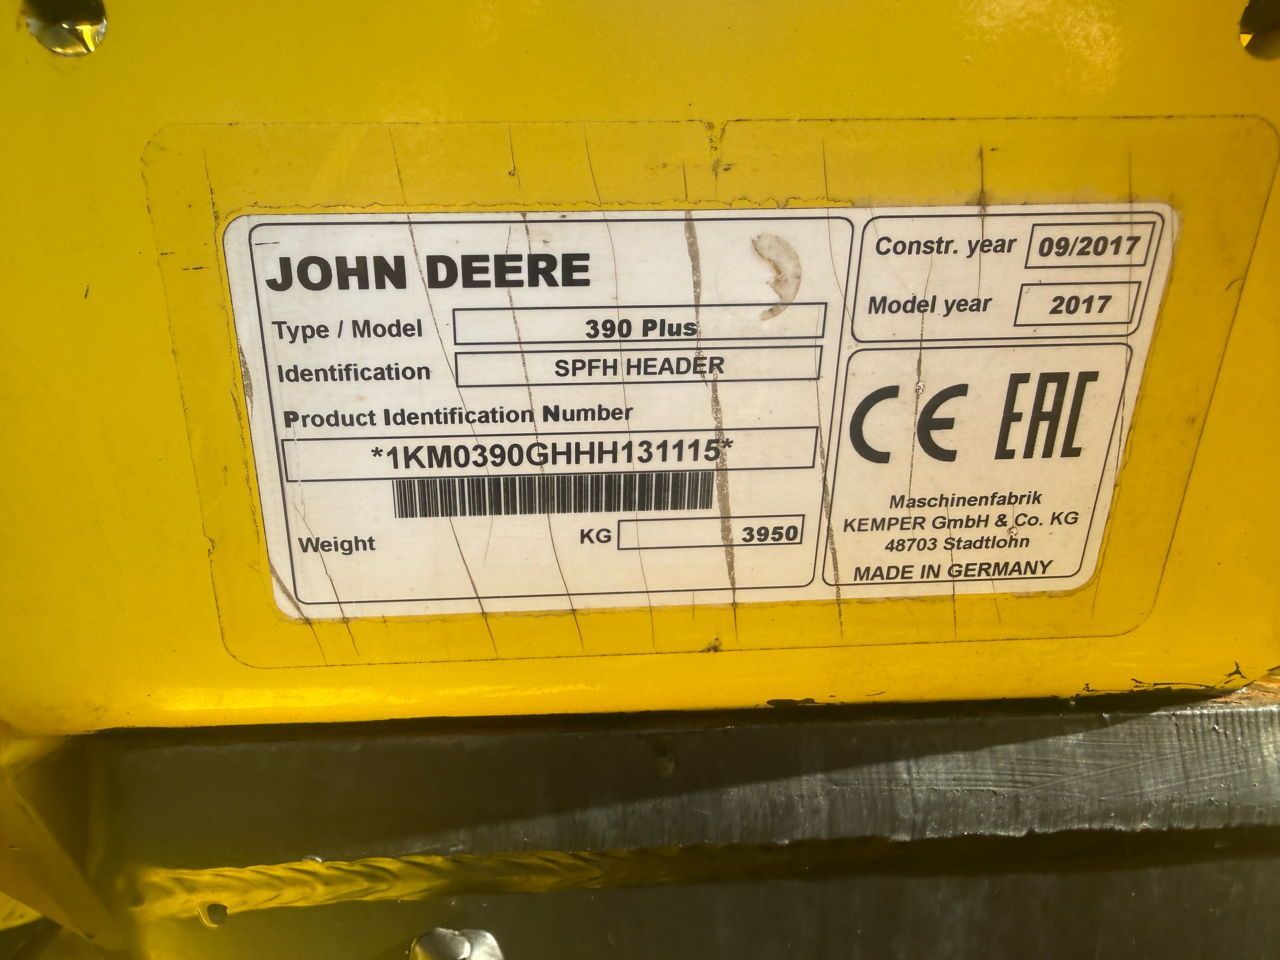 JOHN DEERE
Type / Model 390 Plus
Identification SPFH HEADER
Product Identification Number
*1KM0390GHHH131115*
Weight KG 3950
Constr. year 09/2017
Model year 2017
CE EAC
Maschinenfabrik
KEMPER GmbH & Co. KG
48703 Stadtlohn
MADE IN GERMANY